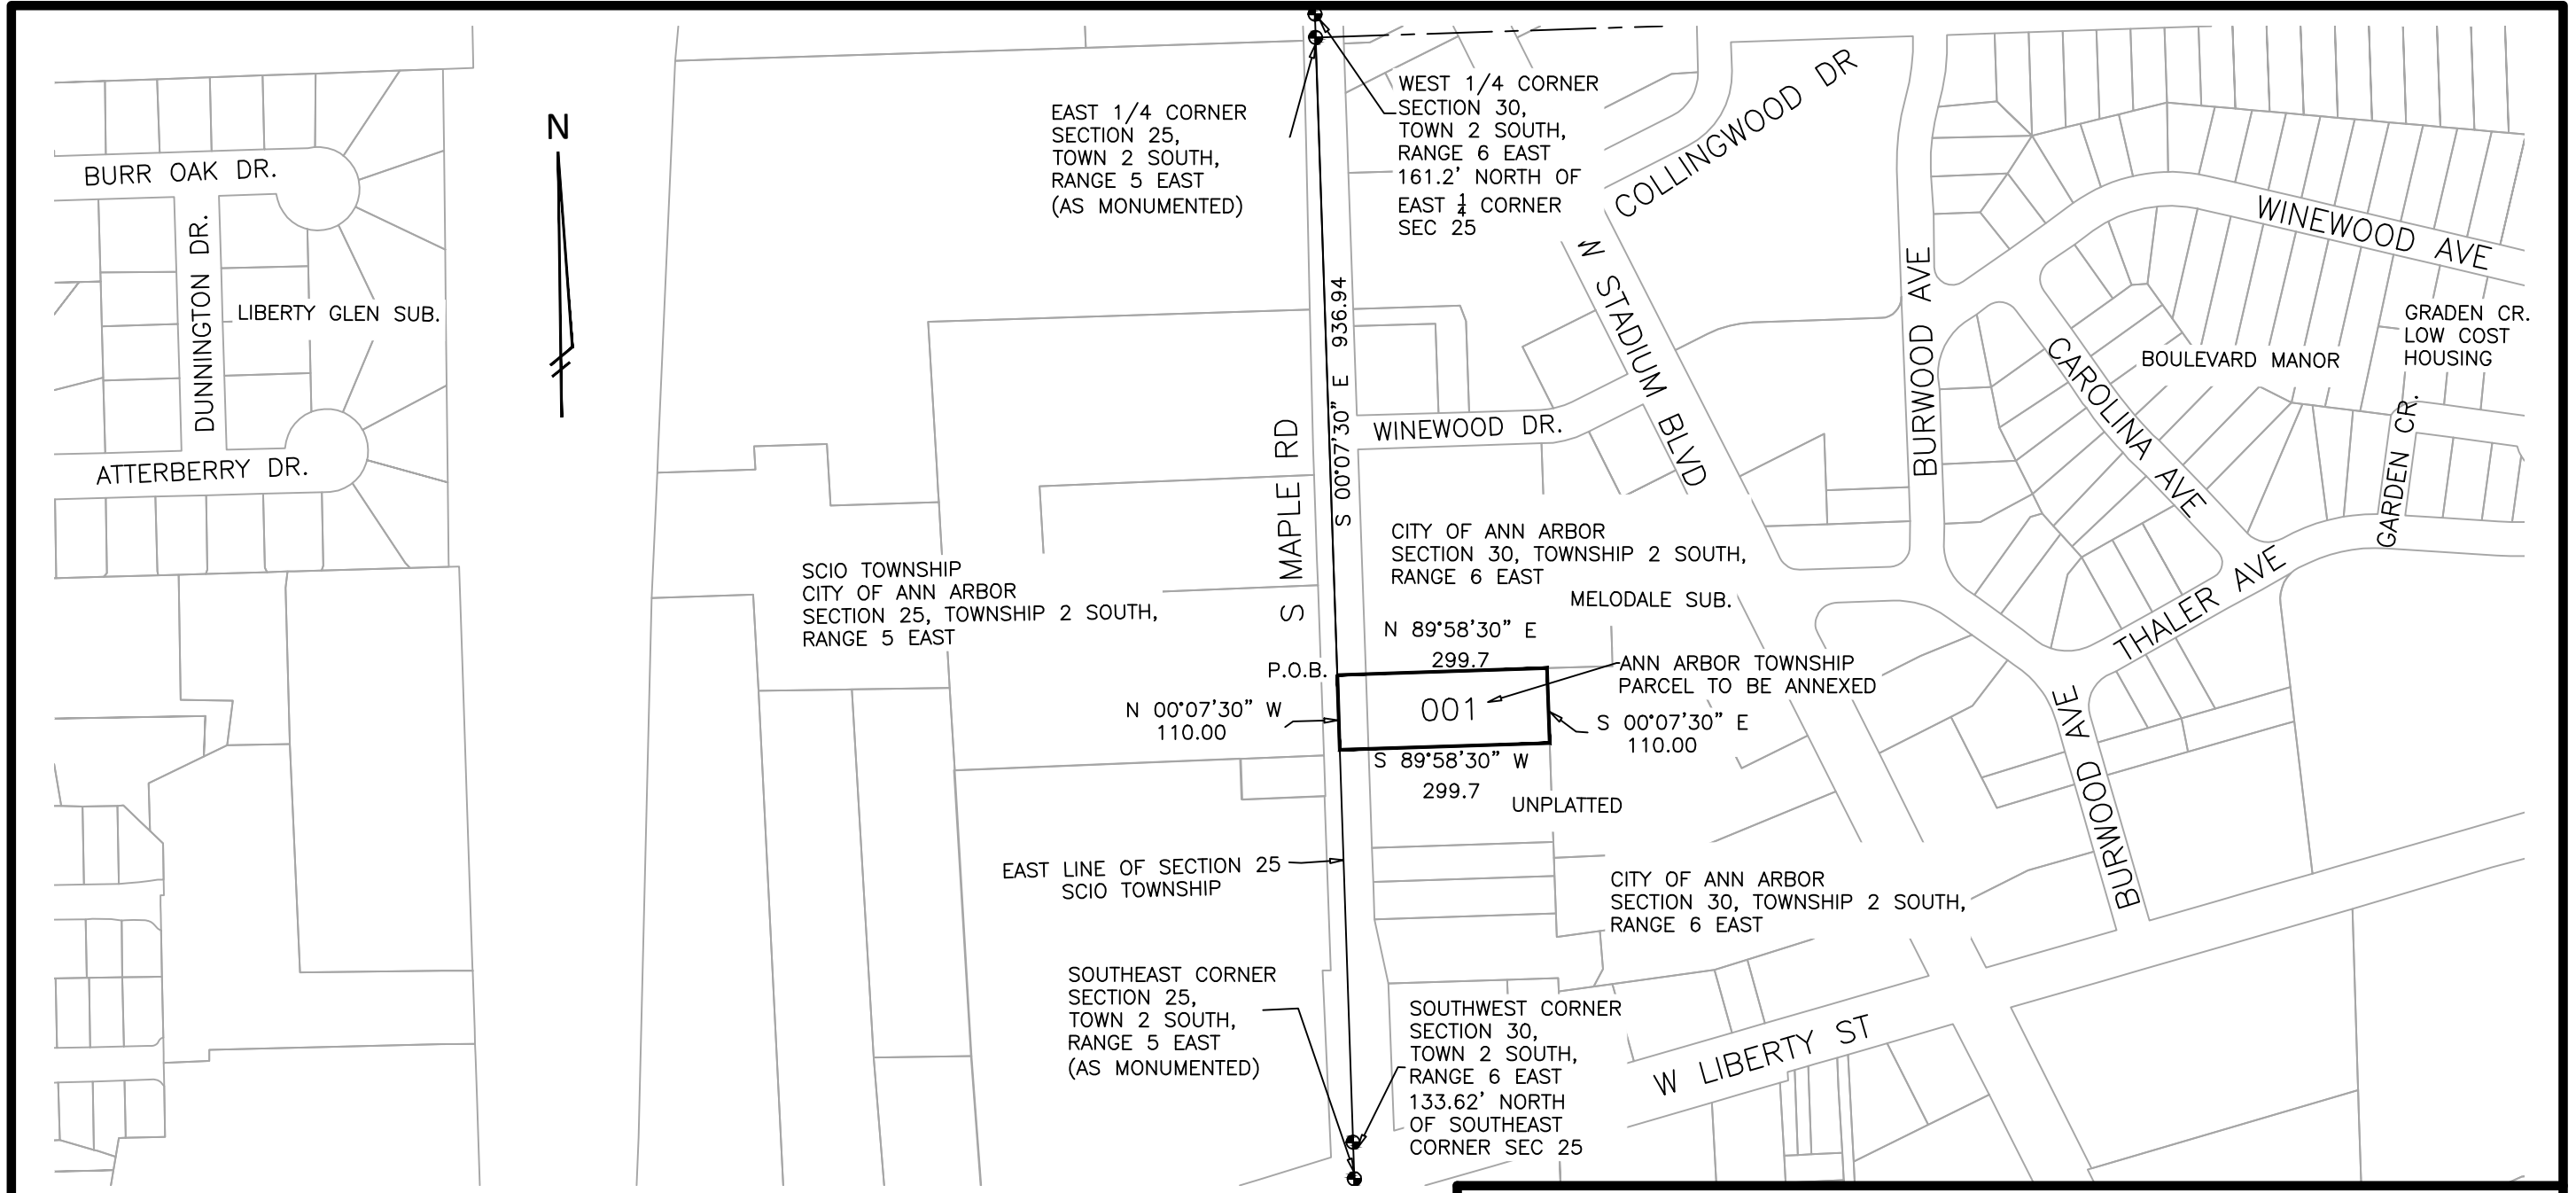 EAST 1/4 CORNER
SECTION 25,
TOWN 2 SOUTH,
RANGE 5 EAST
(AS MONUMENTED)
WEST 1/4 CORNER
SECTION 30,
TOWN 2 SOUTH,
RANGE 6 EAST
161.2' NORTH OF
EAST 1/4 CORNER
SEC 25
COLLINGWOOD DR
N
BURR OAK DR.
DUNNINGTON DR.
LIBERTY GLEN SUB.
ATTERBERRY DR.
WINEWOOD AVE
W STADIUM BLVD
BURWOOD AVE
GRADEN CR.
LOW COST
HOUSING
BOULEVARD MANOR
CAROLINA AVE
GARDEN CR.
S 00°07'30" E 936.94
S MAPLE RD
WINEWOOD DR.
CITY OF ANN ARBOR
SECTION 30, TOWNSHIP 2 SOUTH,
RANGE 6 EAST
SCIO TOWNSHIP
CITY OF ANN ARBOR
SECTION 25, TOWNSHIP 2 SOUTH,
RANGE 5 EAST
MELODALE SUB.
THALER AVE
N 89°58'30" E
299.7
P.O.B.
ANN ARBOR TOWNSHIP
PARCEL TO BE ANNEXED
001
N 00°07'30" W
110.00
S 00°07'30" E
110.00
S 89°58'30" W
299.7
UNPLATTED
BURWOOD AVE
EAST LINE OF SECTION 25
SCIO TOWNSHIP
CITY OF ANN ARBOR
SECTION 30, TOWNSHIP 2 SOUTH,
RANGE 6 EAST
SOUTHEAST CORNER
SECTION 25,
TOWN 2 SOUTH,
RANGE 5 EAST
(AS MONUMENTED)
SOUTHWEST CORNER
SECTION 30,
TOWN 2 SOUTH,
RANGE 6 EAST
133.62' NORTH
OF SOUTHEAST
CORNER SEC 25
W LIBERTY ST